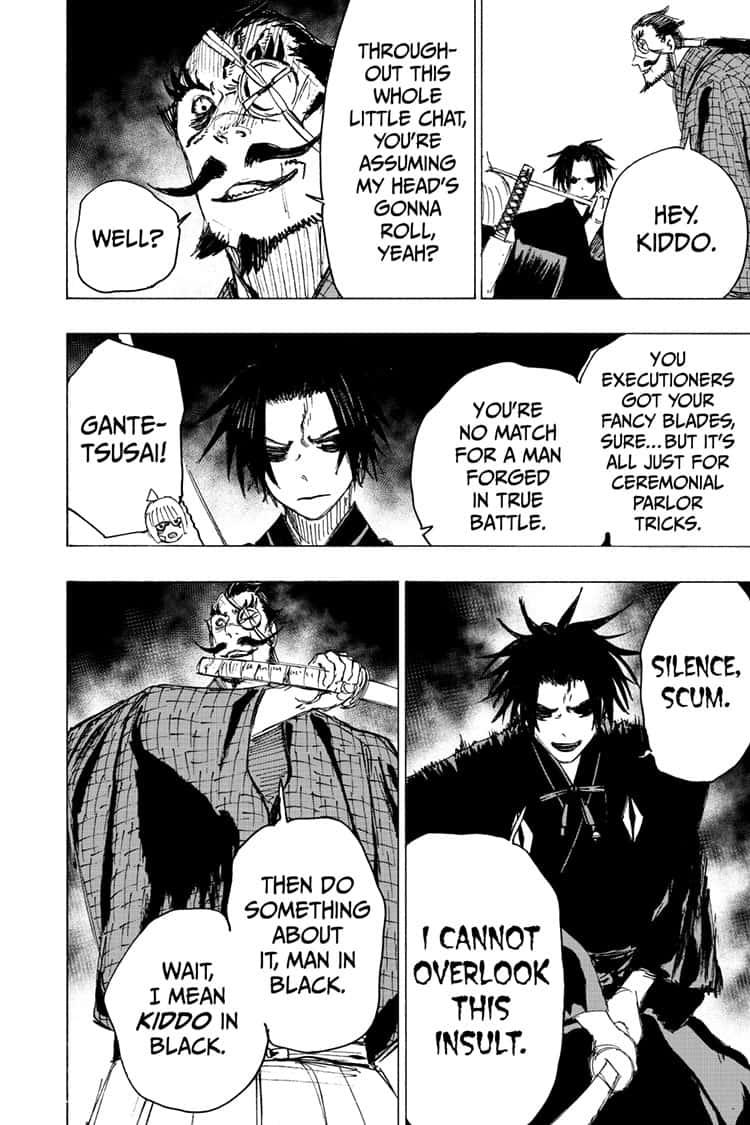 HEY.
KIDDO.
THROUGH-
OUT THIS
WHOLE
LITTLE CHAT,
YOU'RE
ASSUMING
MY HEAD'S
GONNA
ROLL,
YEAH?
WELL?
YOU
EXECUTIONERS
GOT YOUR
FANCY BLADES,
SURE...BUT IT'S
ALL JUST FOR
CEREMONIAL
PARLOR
TRICKS.
YOU'RE
NO MATCH
FOR A MAN
FORGED
IN TRUE
BATTLE.
GANTE-
TSUSAI!
SILENCE,
SCUM.
I CANNOT
OVERLOOK
THIS
INSULT.
THEN DO
SOMETHING
ABOUT
IT, MAN IN
BLACK.
WAIT,
I MEAN
KIDDO IN
BLACK.